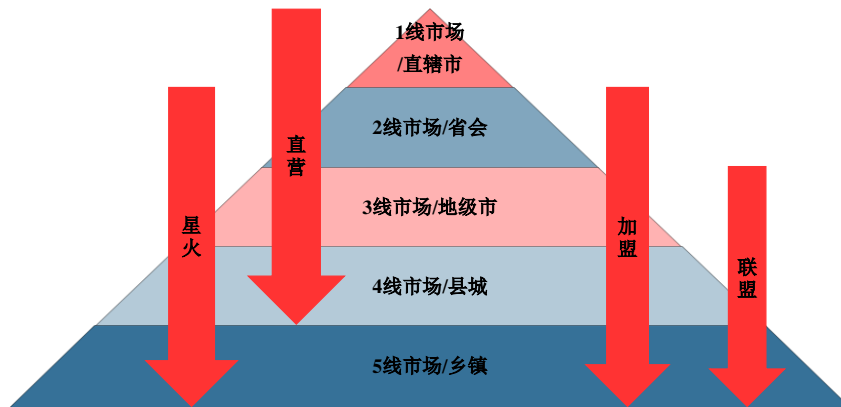 1线市场
/直辖市
2线市场/省会
3线市场/地级市
4线市场/县城
5线市场/乡镇
星火
直营
加盟
联盟